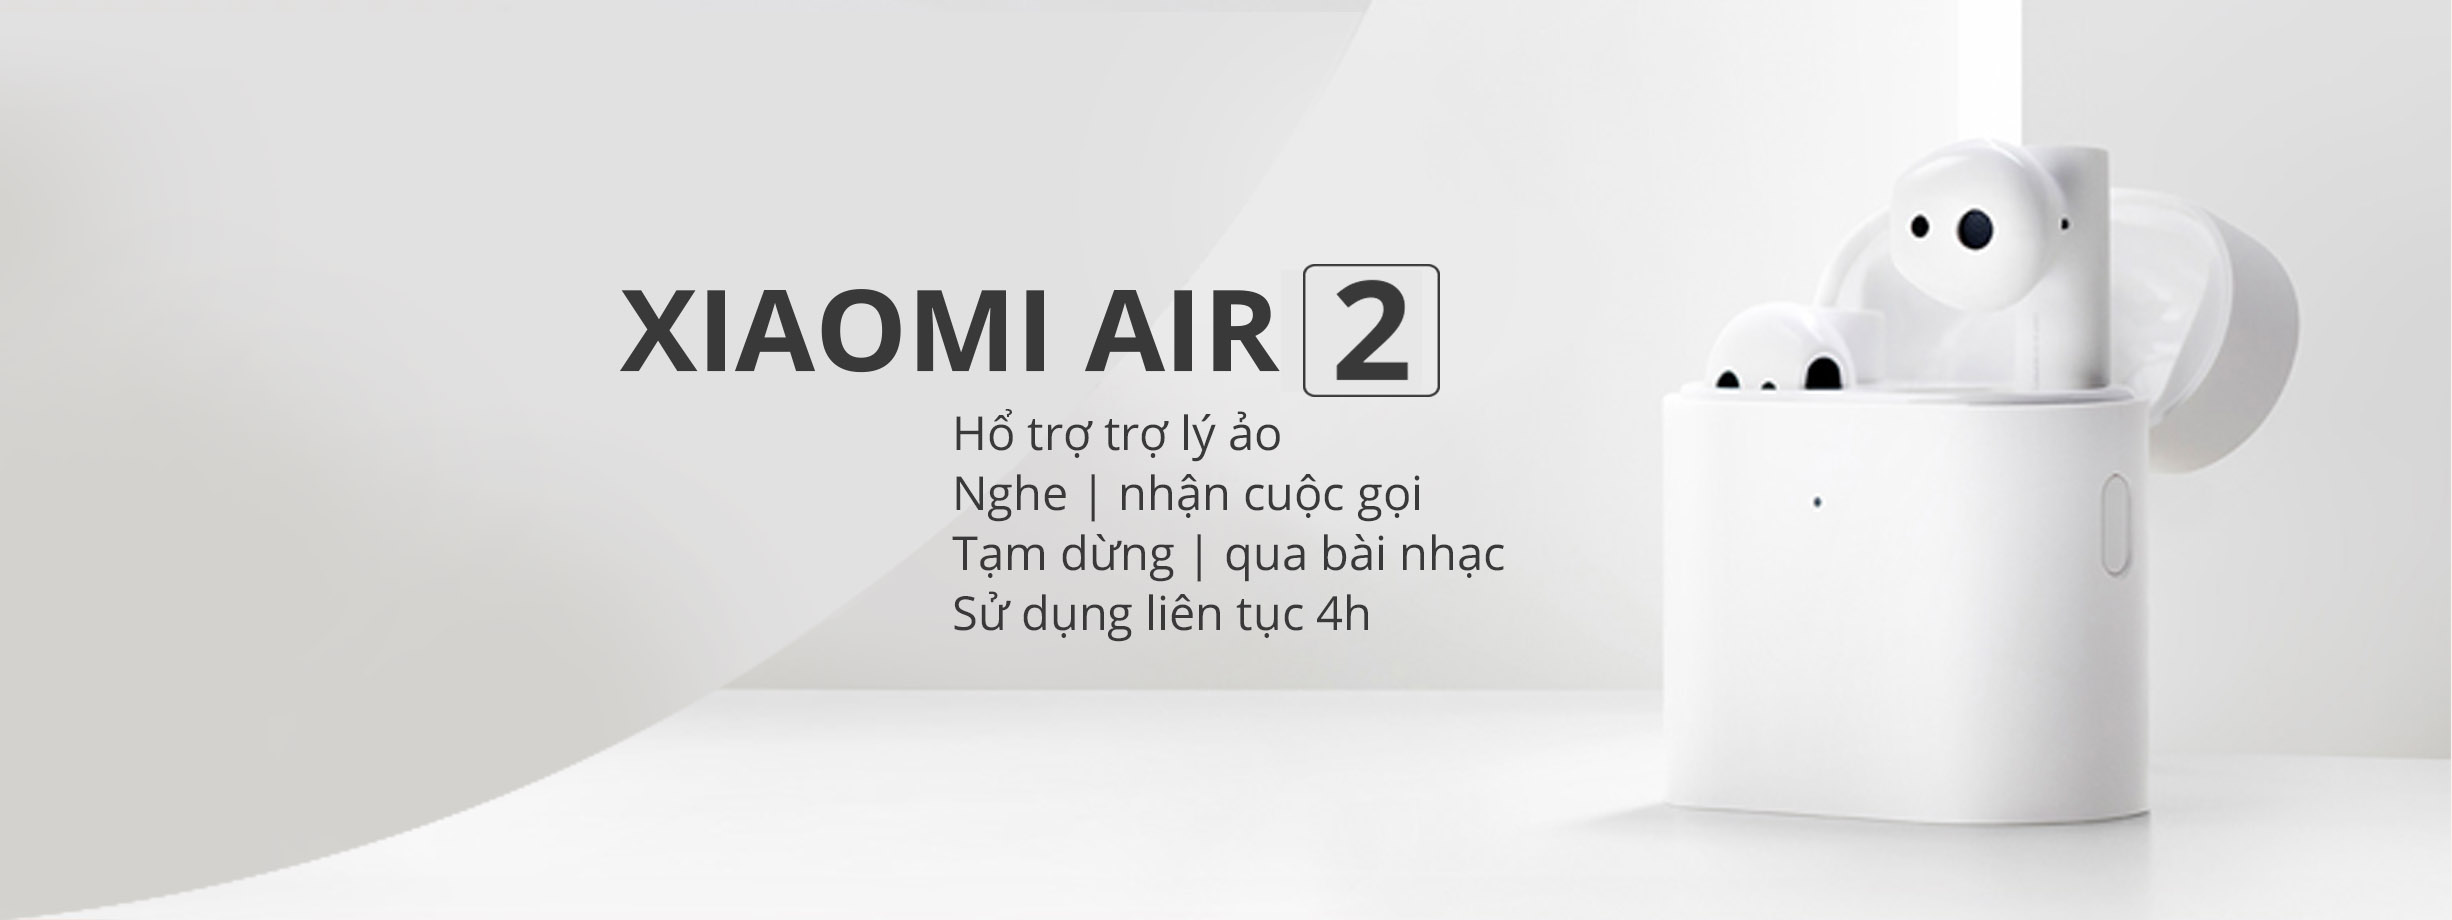 XIAOMI AIR 2
Hổ trợ trợ lý ảo
Nghe | nhận cuộc gọi
Tạm dừng | qua bài nhạc
Sử dụng liên tục 4h